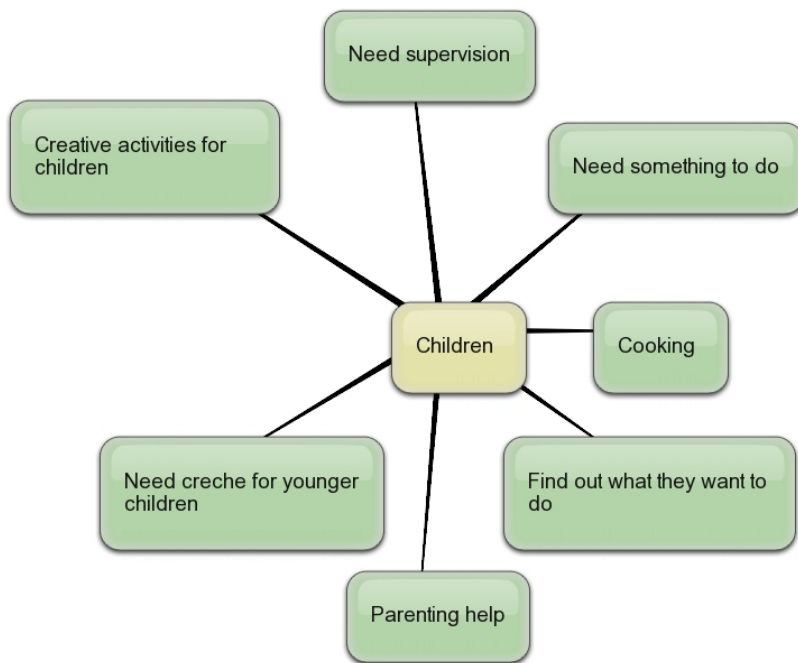 Need supervision
Creative activities for
children
Need something to do
Children
Cooking
Need creche for younger
children
Find out what they want to
do
Parenting help